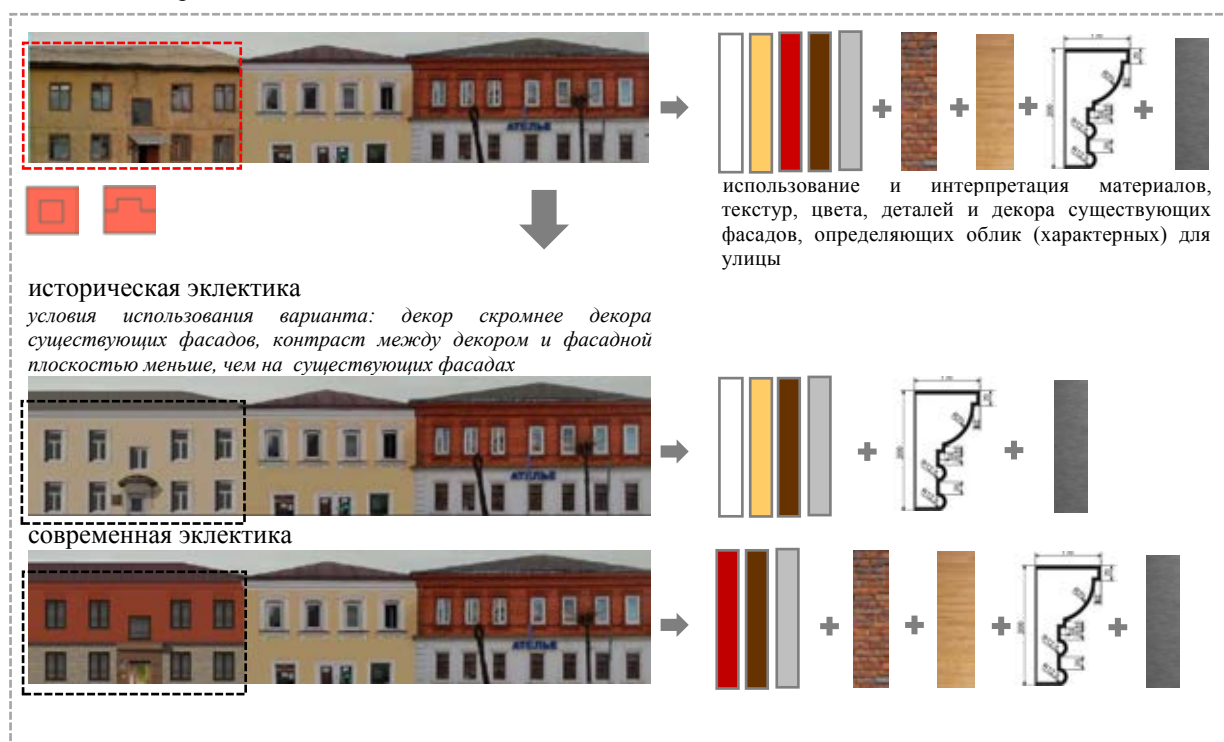 АТЕЛЬЕ
использование и интерпретация материалов,
текстур, цвета, деталей и декора существующих
фасадов, определяющих облик (характерных) для
улицы
историческая эклектика
условия использования варианта: декор скромнее декора
существующих фасадов, контраст между декором и фасадной
плоскостью меньше, чем на существующих фасадах
АТЕЛЬЕ
современная эклектика
АТЕЛЬЕ